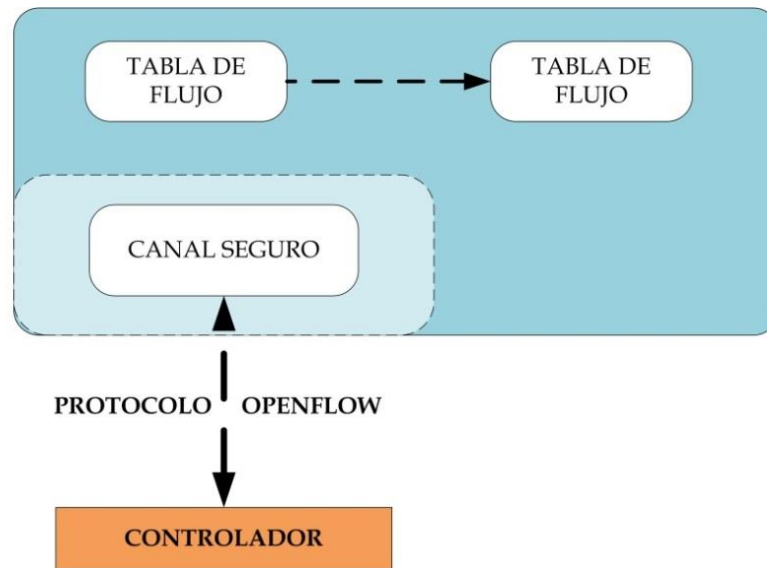 TABLA DE
FLUJO
TABLA DE
FLUJO
CANAL SEGURO
PROTOCOLO OPENFLOW
CONTROLADOR